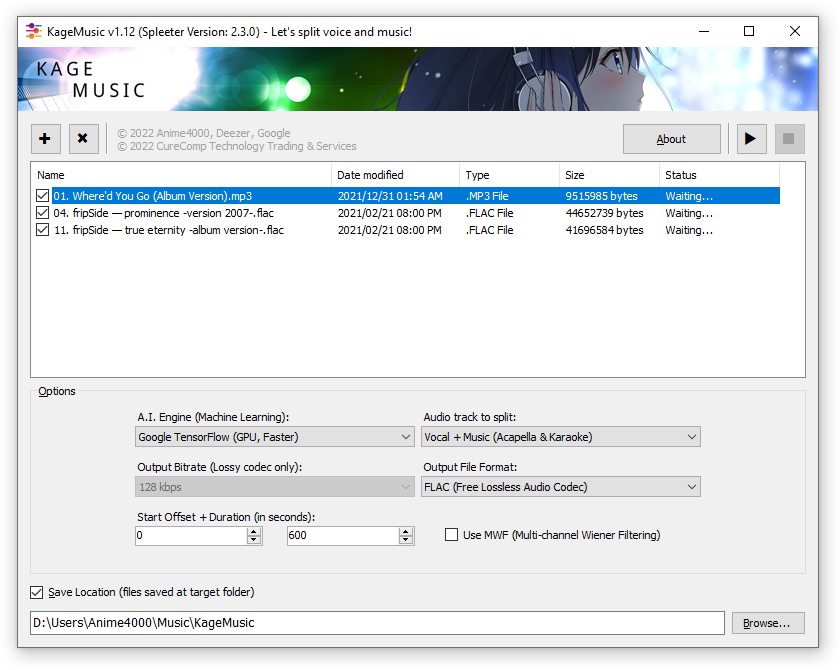 KageMusic v1.12 (Spleeter Version: 2.3.0) - Let's split voice and music!
KAGE
MUSIC
© 2022 Anime4000, Deezer, Google
© 2022 CureComp Technology Trading & Services
About
Name Date modified Type Size Status
01. Where'd You Go (Album Version).mp3 2021/12/31 01:54 AM .MP3 File 9515985 bytes Waiting...
04. fripSide — prominence -version 2007-.flac 2021/02/21 08:00 PM .FLAC File 44652739 bytes Waiting...
11. fripSide — true eternity -album version-.flac 2021/02/21 08:00 PM .FLAC File 41696584 bytes Waiting...
Options
A.I. Engine (Machine Learning): Audio track to split:
Google TensorFlow (GPU, Faster) Vocal + Music (Acapella & Karaoke)
Output Bitrate (Lossy codec only): Output File Format:
128 kbps FLAC (Free Lossless Audio Codec)
Start Offset + Duration (in seconds):
0 600 Use MWF (Multi-channel Wiener Filtering)
Save Location (files saved at target folder)
D:\Users\Anime4000\Music\KageMusic Browse...